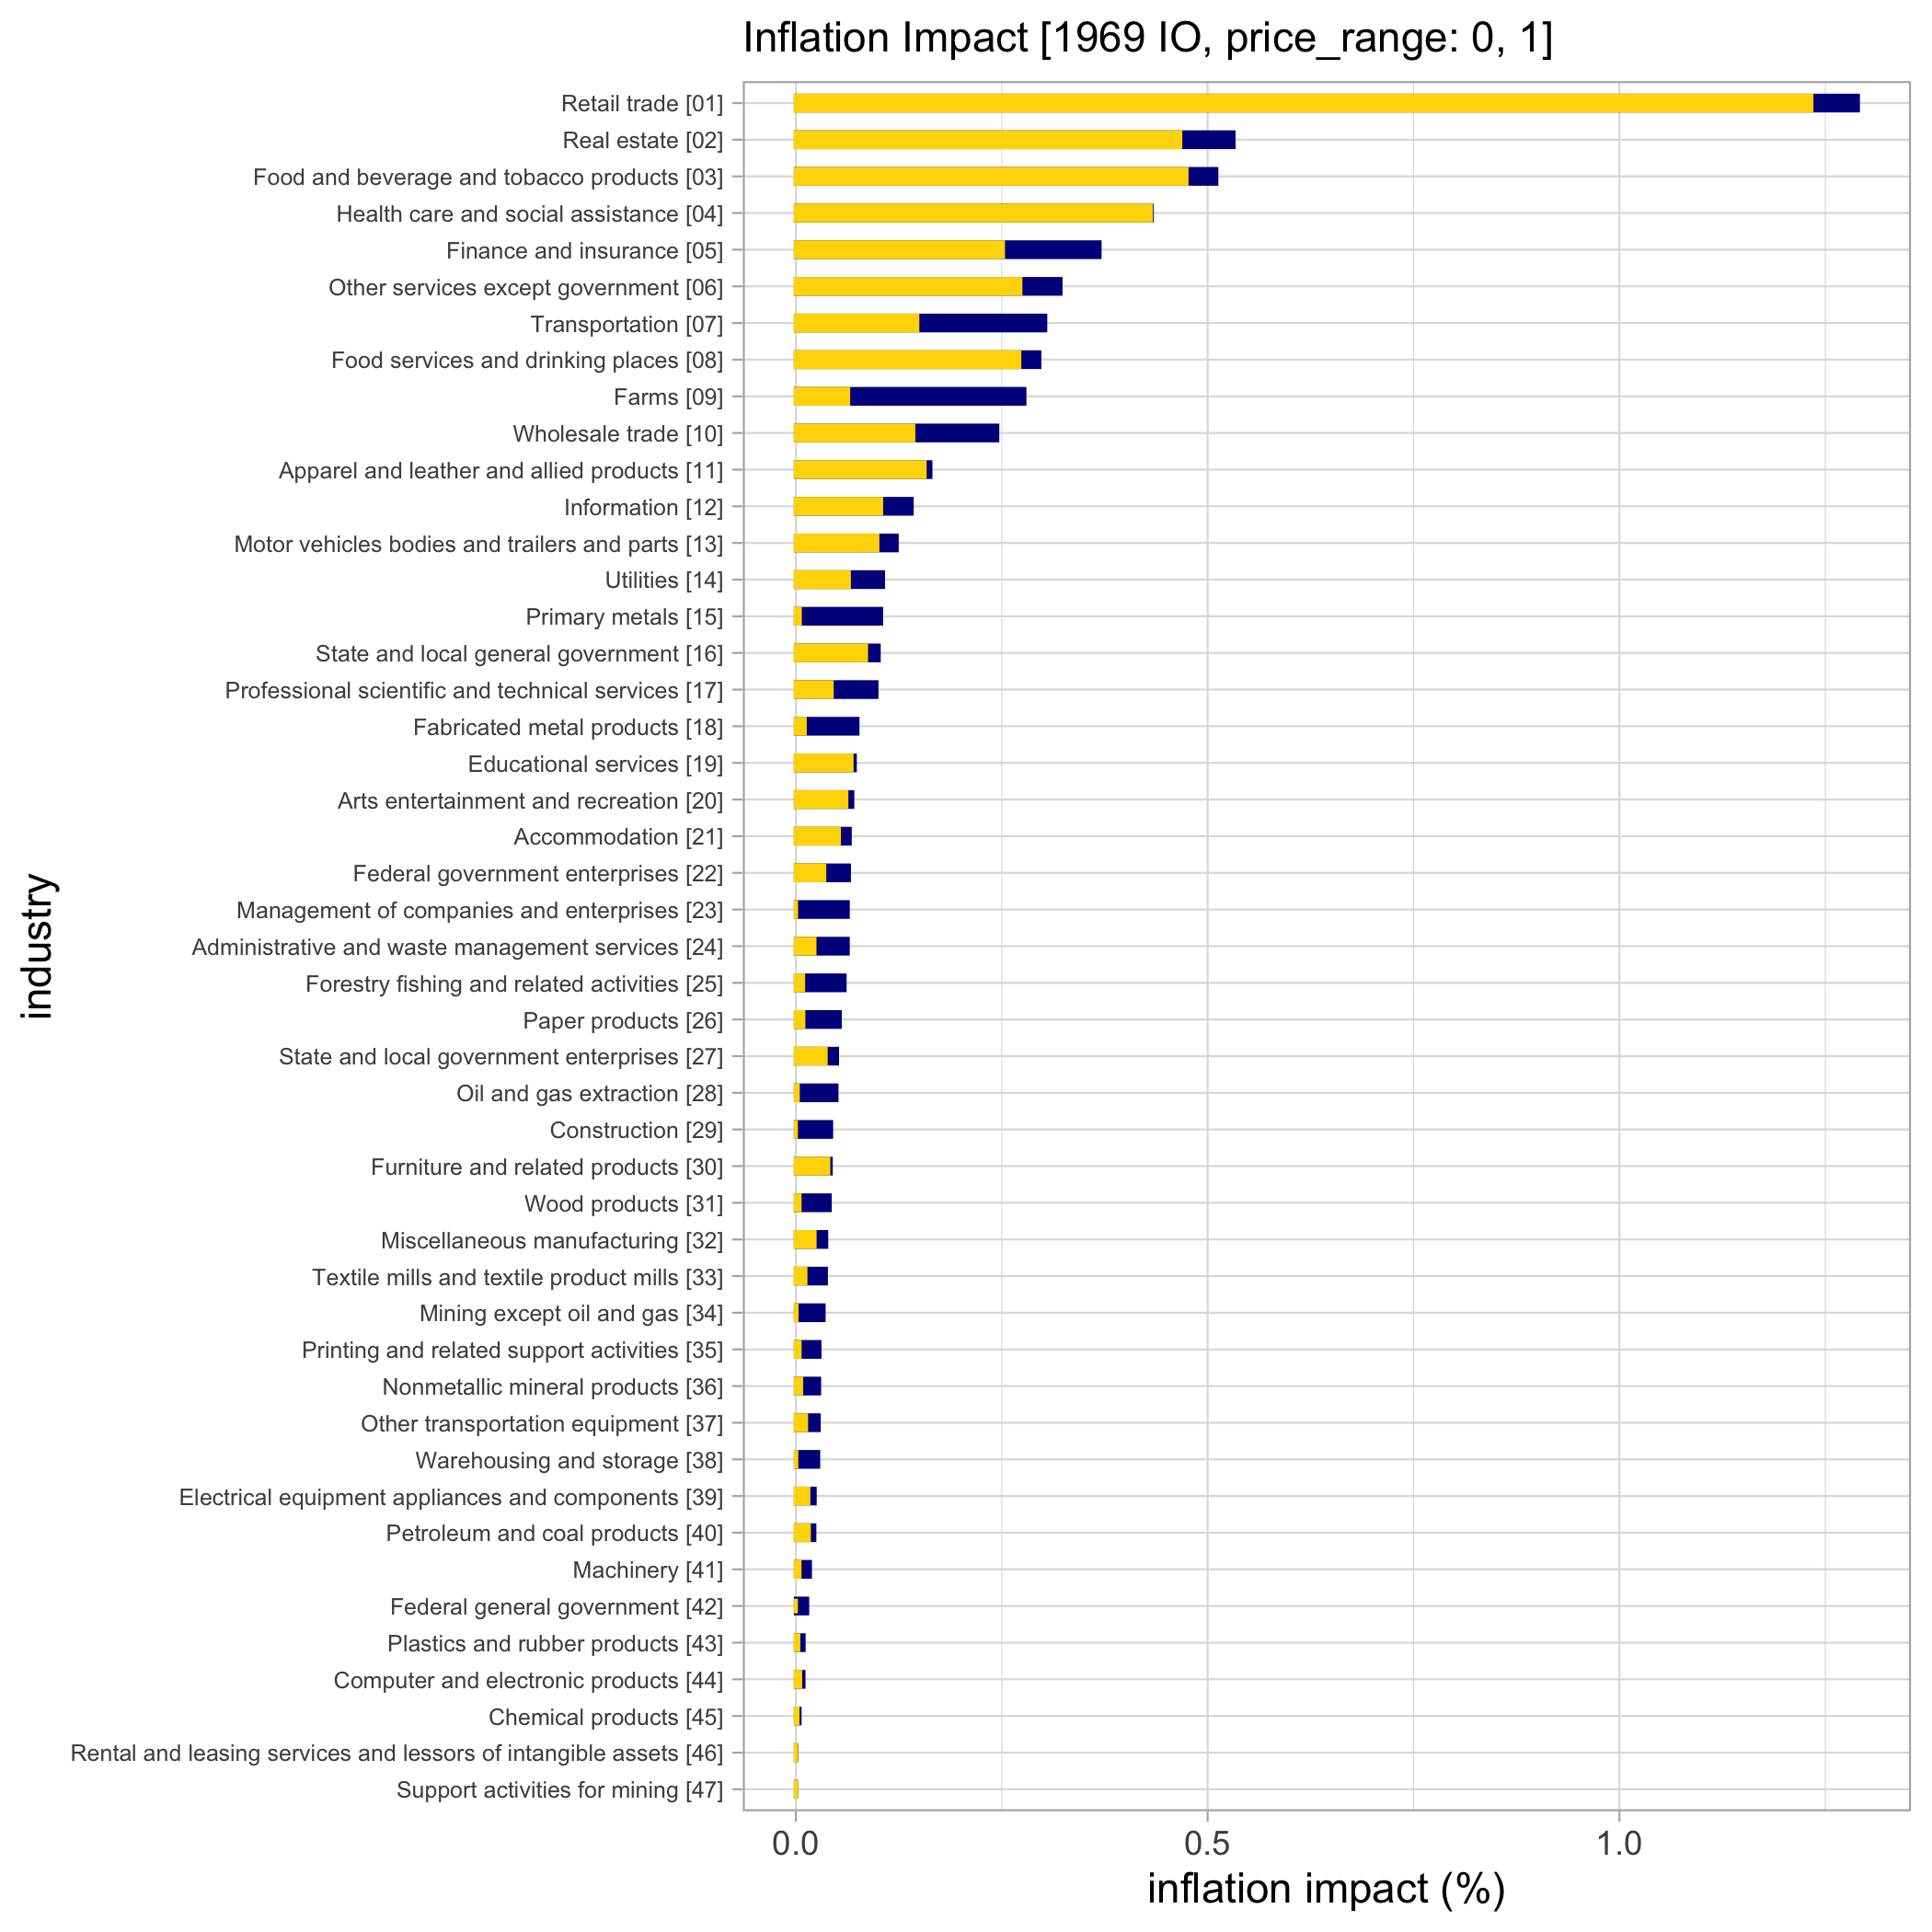 Inflation Impact [1969 IO, price_range: 0, 1]
Retail trade [01]
Real estate [02]
Food and beverage and tobacco products [03]
Health care and social assistance [04]
Finance and insurance [05]
Other services except government [06]
Transportation [07]
Food services and drinking places [08]
Farms [09]
Wholesale trade [10]
Apparel and leather and allied products [11]
Information [12]
Motor vehicles bodies and trailers and parts [13]
Utilities [14]
Primary metals [15]
State and local general government [16]
Professional scientific and technical services [17]
Fabricated metal products [18]
Educational services [19]
Arts entertainment and recreation [20]
Accommodation [21]
Federal government enterprises [22]
Management of companies and enterprises [23]
Administrative and waste management services [24]
Forestry fishing and related activities [25]
Paper products [26]
State and local government enterprises [27]
Oil and gas extraction [28]
Construction [29]
Furniture and related products [30]
Wood products [31]
Miscellaneous manufacturing [32]
Textile mills and textile product mills [33]
Mining except oil and gas [34]
Printing and related support activities [35]
Nonmetallic mineral products [36]
Other transportation equipment [37]
Warehousing and storage [38]
Electrical equipment appliances and components [39]
Petroleum and coal products [40]
Machinery [41]
Federal general government [42]
Plastics and rubber products [43]
Computer and electronic products [44]
Chemical products [45]
Rental and leasing services and lessors of intangible assets [46]
Support activities for mining [47]
industry
0.0 0.5 1.0
inflation impact (%)